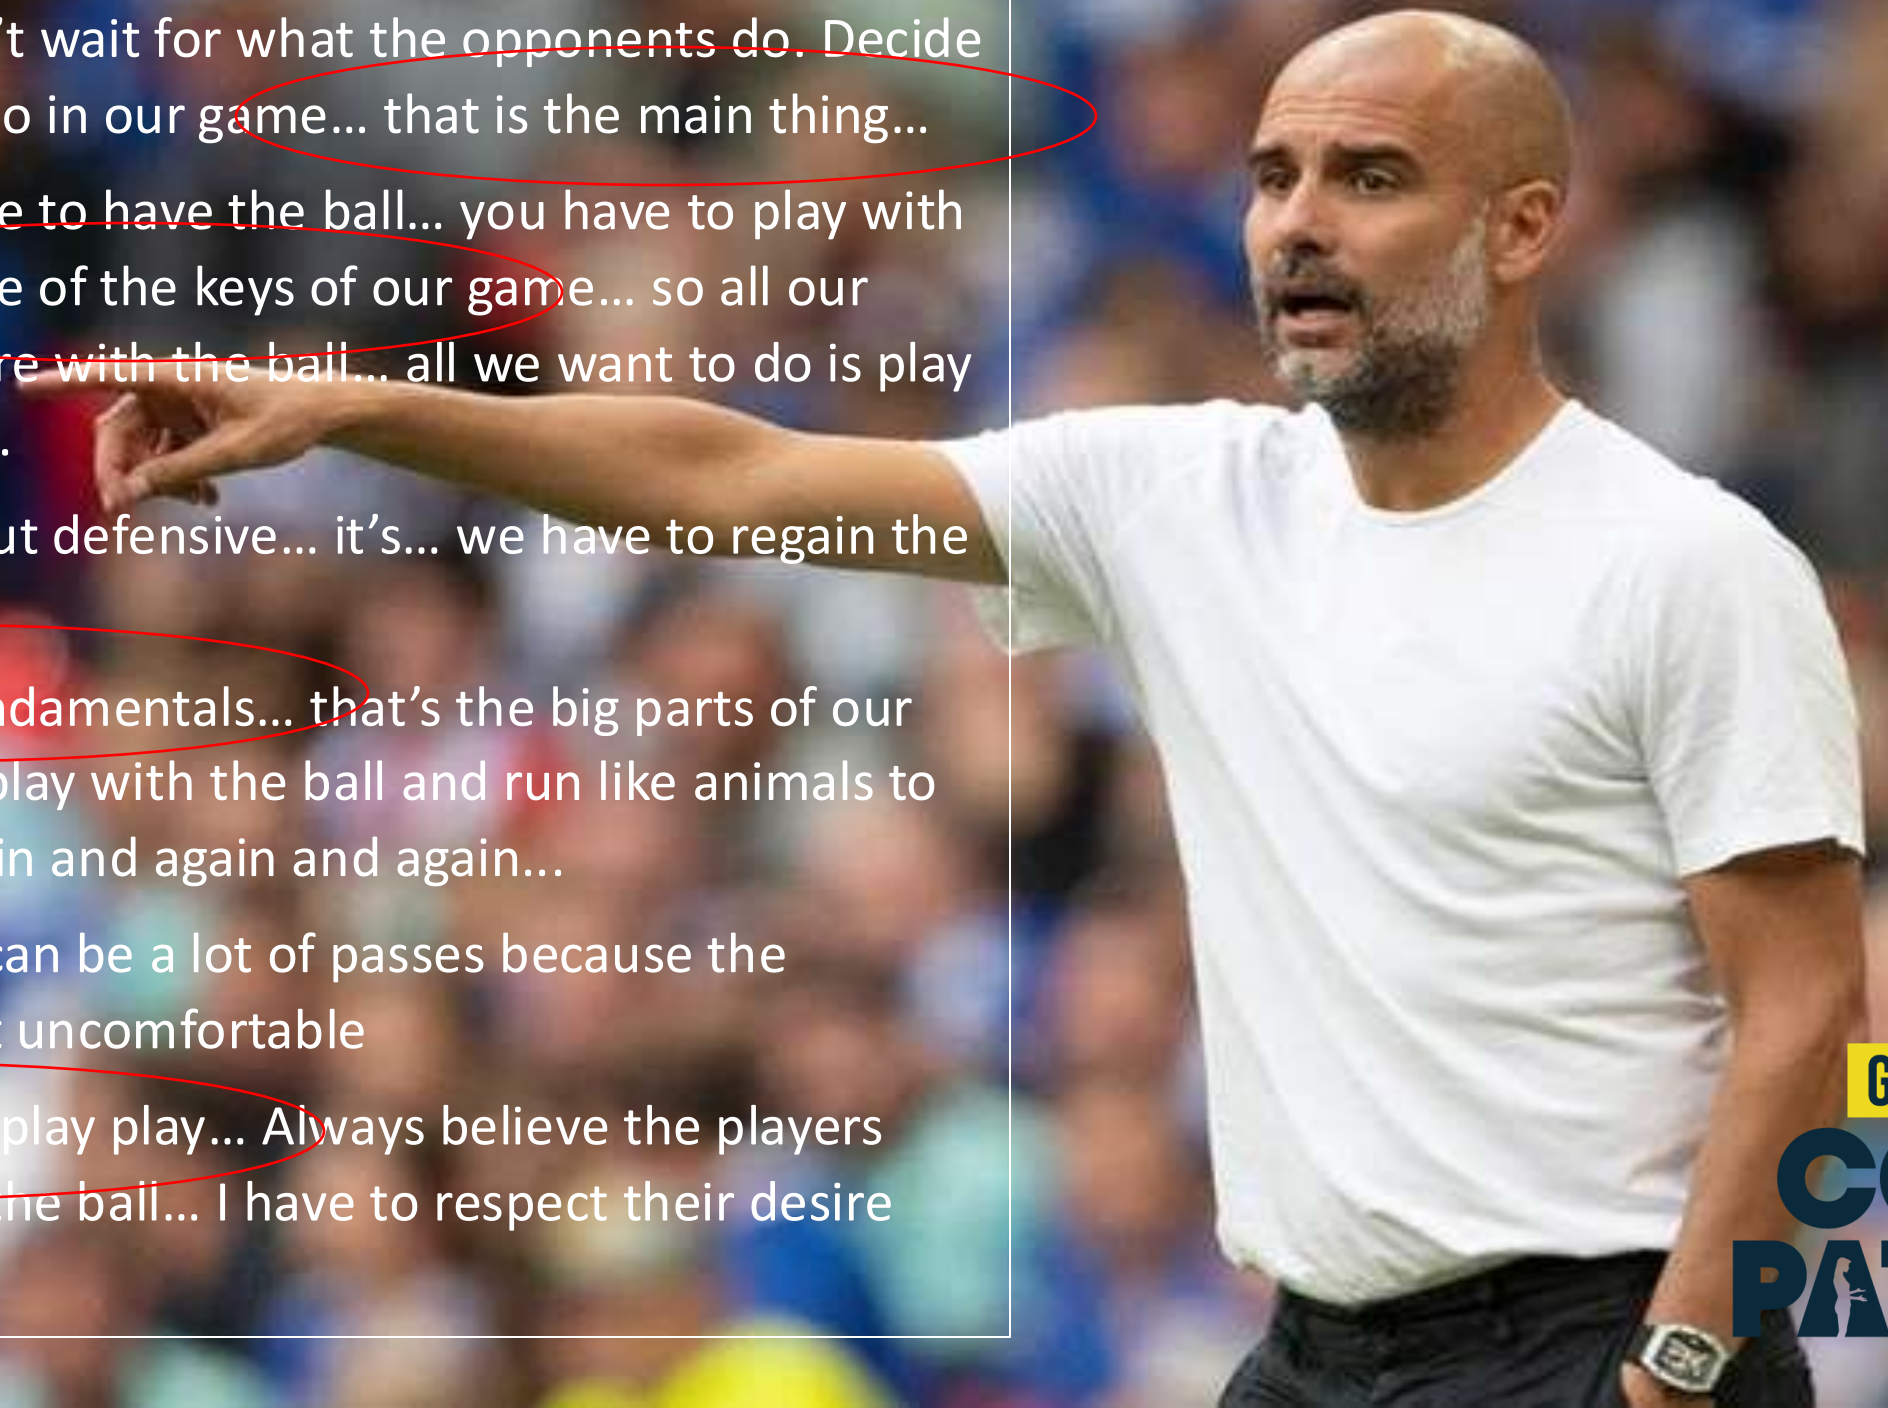 ’t wait for what the opponents do. Decide
o in our game… that is the main thing…
e to have the ball… you have to play with
e of the keys of our game… so all our
re with the ball… all we want to do is play
.
ut defensive… it’s… we have to regain the
ndamentals… that’s the big parts of our
play with the ball and run like animals to
in and again and again…
can be a lot of passes because the
t uncomfortable
play play… Always believe the players
the ball… I have to respect their desire
G
CO
PAT